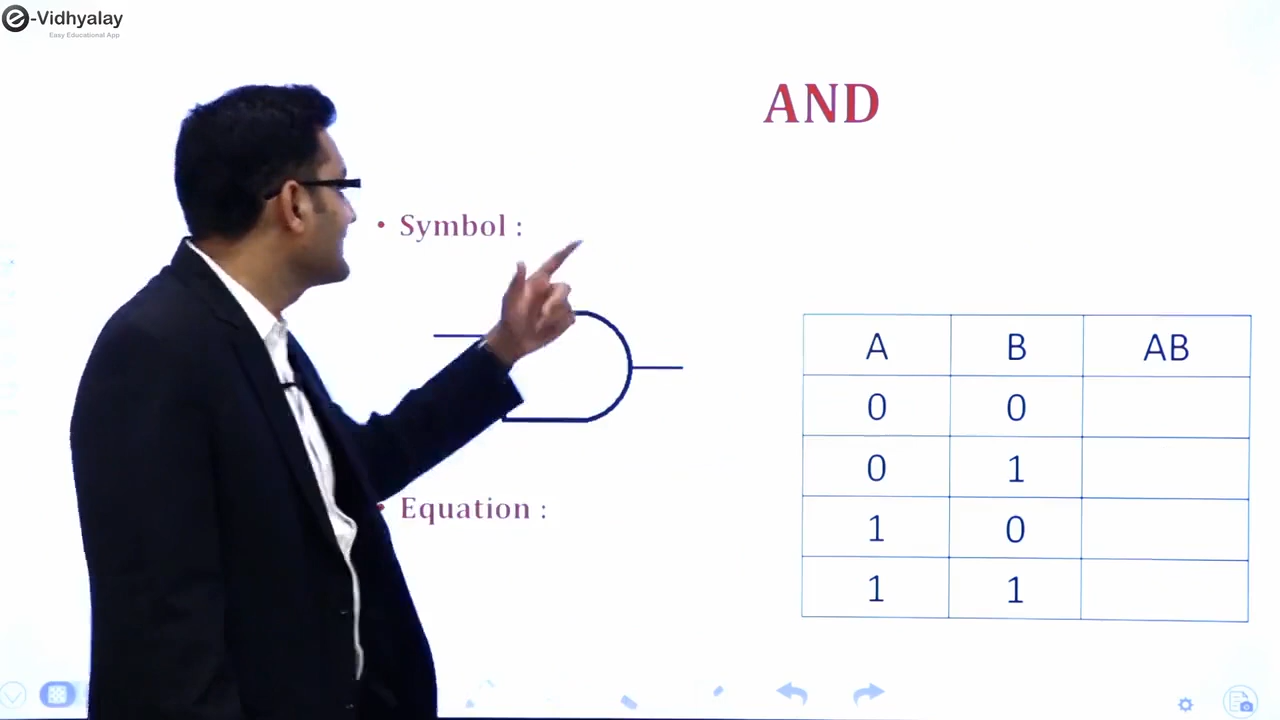 e-Vidhyalay
Easy Educational App
AND
• Symbol :
A B AB
0 0
0 1
1 0
1 1
• Equation :